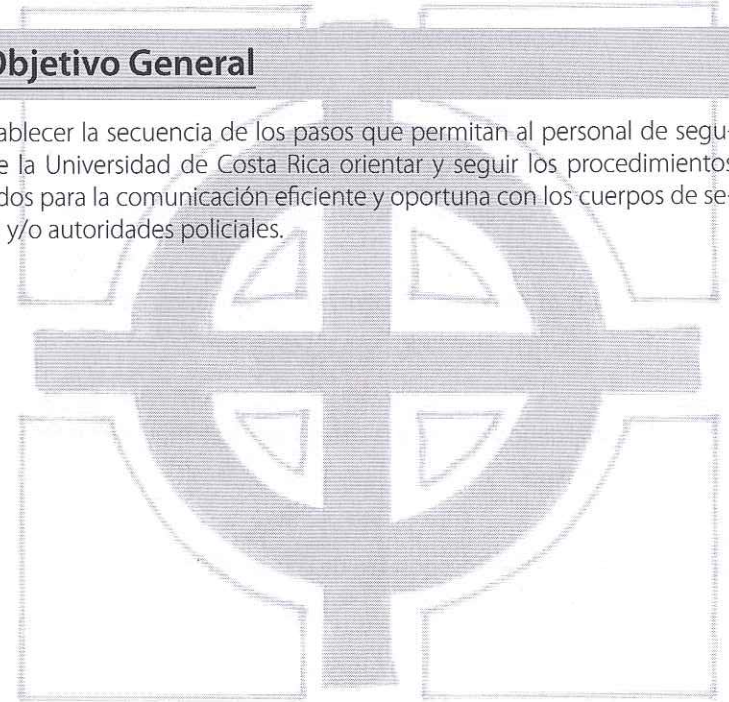 Objetivo General
ablecer la secuencia de los pasos que permitan al personal de segu-
e la Universidad de Costa Rica orientar y seguir los procedimientos
dos para la comunicación eficiente y oportuna con los cuerpos de se-
y/o autoridades policiales.